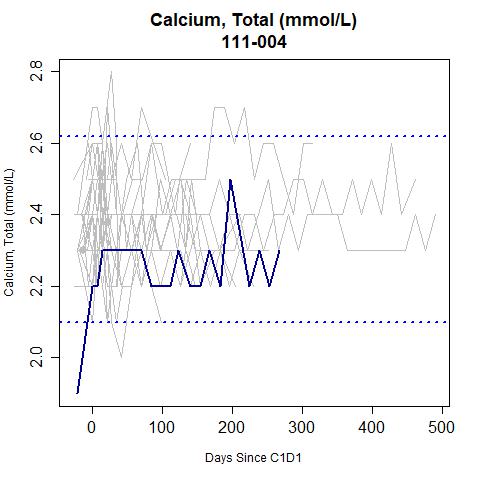 Calcium, Total (mmol/L)
111-004
2.8
2.6
2.4
2.2
2.0
Calcium, Total (mmol/L)
0 100 200 300 400 500
Days Since C1D1